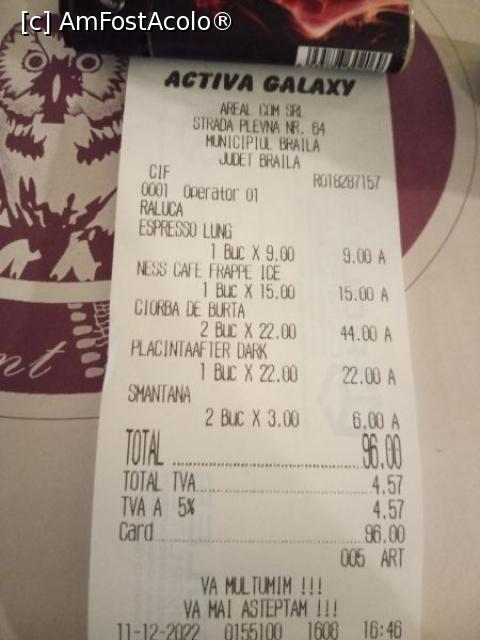 [c] AmFostAcolo®
ACTIVA GALAXY
AREAL COM SRL
STRADA PLEVNA NR. 64
MUNICIPIUL BRAILA
JUDET BRAILA
CIF RO18287157
0001 Operator 01
RALUCA
ESPRESSO LUNG
1 Buc X 9.00 9.00 A
NESS CAFE FRAPPE ICE
1 Buc X 15.00 15.00 A
CIORBA DE BURTA
2 Buc X 22.00 44.00 A
PLACINTAAFTER DARK
1 Buc X 22.00 22.00 A
SMANTANA
2 Buc X 3.00 6.00 A
TOTAL 96.00
TOTAL TVA 4.57
TVA A 5% 4.57
Card 96.00
005 ART
VA MULTUMIM !!!
VA MAI ASTEPTAM !!!
11-12-2022 0155100 1608 16:46
nt